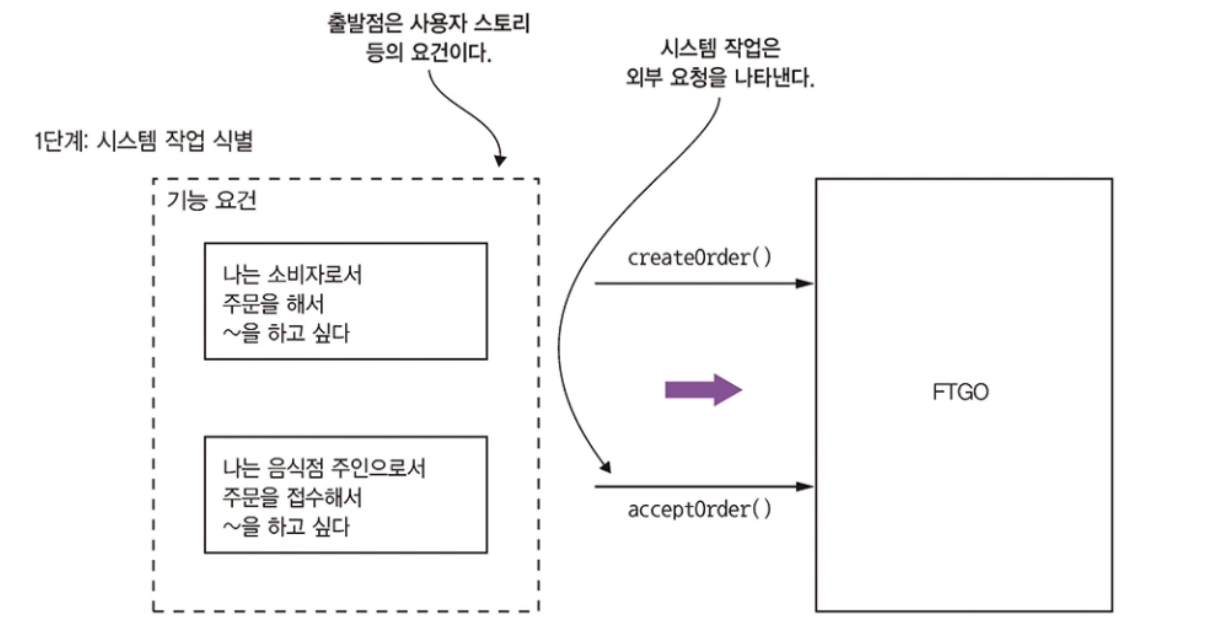 출발점은 사용자 스토리
등의 요건이다.
시스템 작업은
외부 요청을 나타낸다.
1단계: 시스템 작업 식별
기능 요건
나는 소비자로서
주문을 해서
~을 하고 싶다
createOrder()
FTGO
나는 음식점 주인으로서
주문을 접수해서
~을 하고 싶다
acceptOrder()